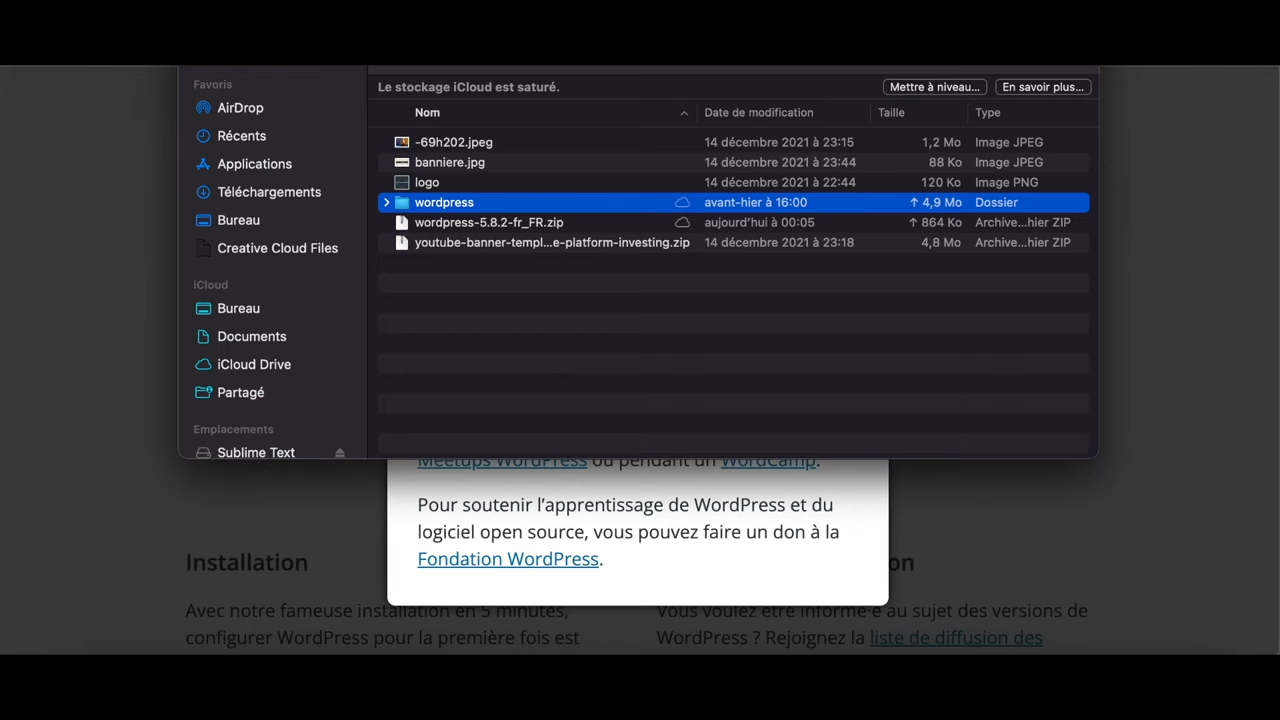 Favoris
AirDrop
Récents
Applications
Téléchargements
Bureau
Creative Cloud Files
iCloud
Bureau
Documents
iCloud Drive
Partagé
Emplacements
Sublime Text
Le stockage iCloud est saturé.
Mettre à niveau...
En savoir plus...
Nom Date de modification Taille Type
-69h202.jpeg 14 décembre 2021 à 23:15 1,2 Mo Image JPEG
banniere.jpg 14 décembre 2021 à 23:44 88 Ko Image JPEG
logo 14 décembre 2021 à 22:44 120 Ko Image PNG
wordpress avant-hier à 16:00 ↑ 4,9 Mo Dossier
wordpress-5.8.2-fr_FR.zip aujourd'hui à 00:05 ↑ 864 Ko Archive...hier ZIP
youtube-banner-templ...e-platform-investing.zip 14 décembre 2021 à 23:18 4,8 Mo Archive...hier ZIP
Meetups WordPress ou pendant un WordCamp.
Pour soutenir l’apprentissage de WordPress et du
logiciel open source, vous pouvez faire un don à la
Fondation WordPress.
Installation
Avec notre fameuse installation en 5 minutes,
configurer WordPress pour la première fois est
on
Vous voulez être informé·e au sujet des versions de
WordPress ? Rejoignez la liste de diffusion des